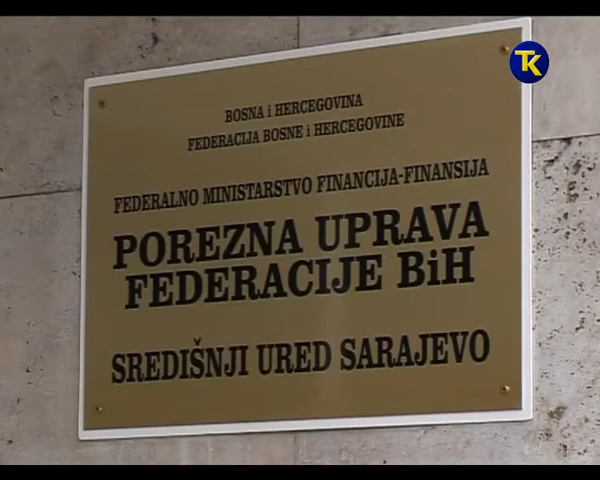 TK
BOSNA i HERCEGOVINA
FEDERACIJA BOSNE i HERCEGOVINE
FEDERALNO MINISTARSTVO FINANCIJA-FINANSIJA
POREZNA UPRAVA
FEDERACIJE BiH
SREDIŠNJI URED SARAJEVO